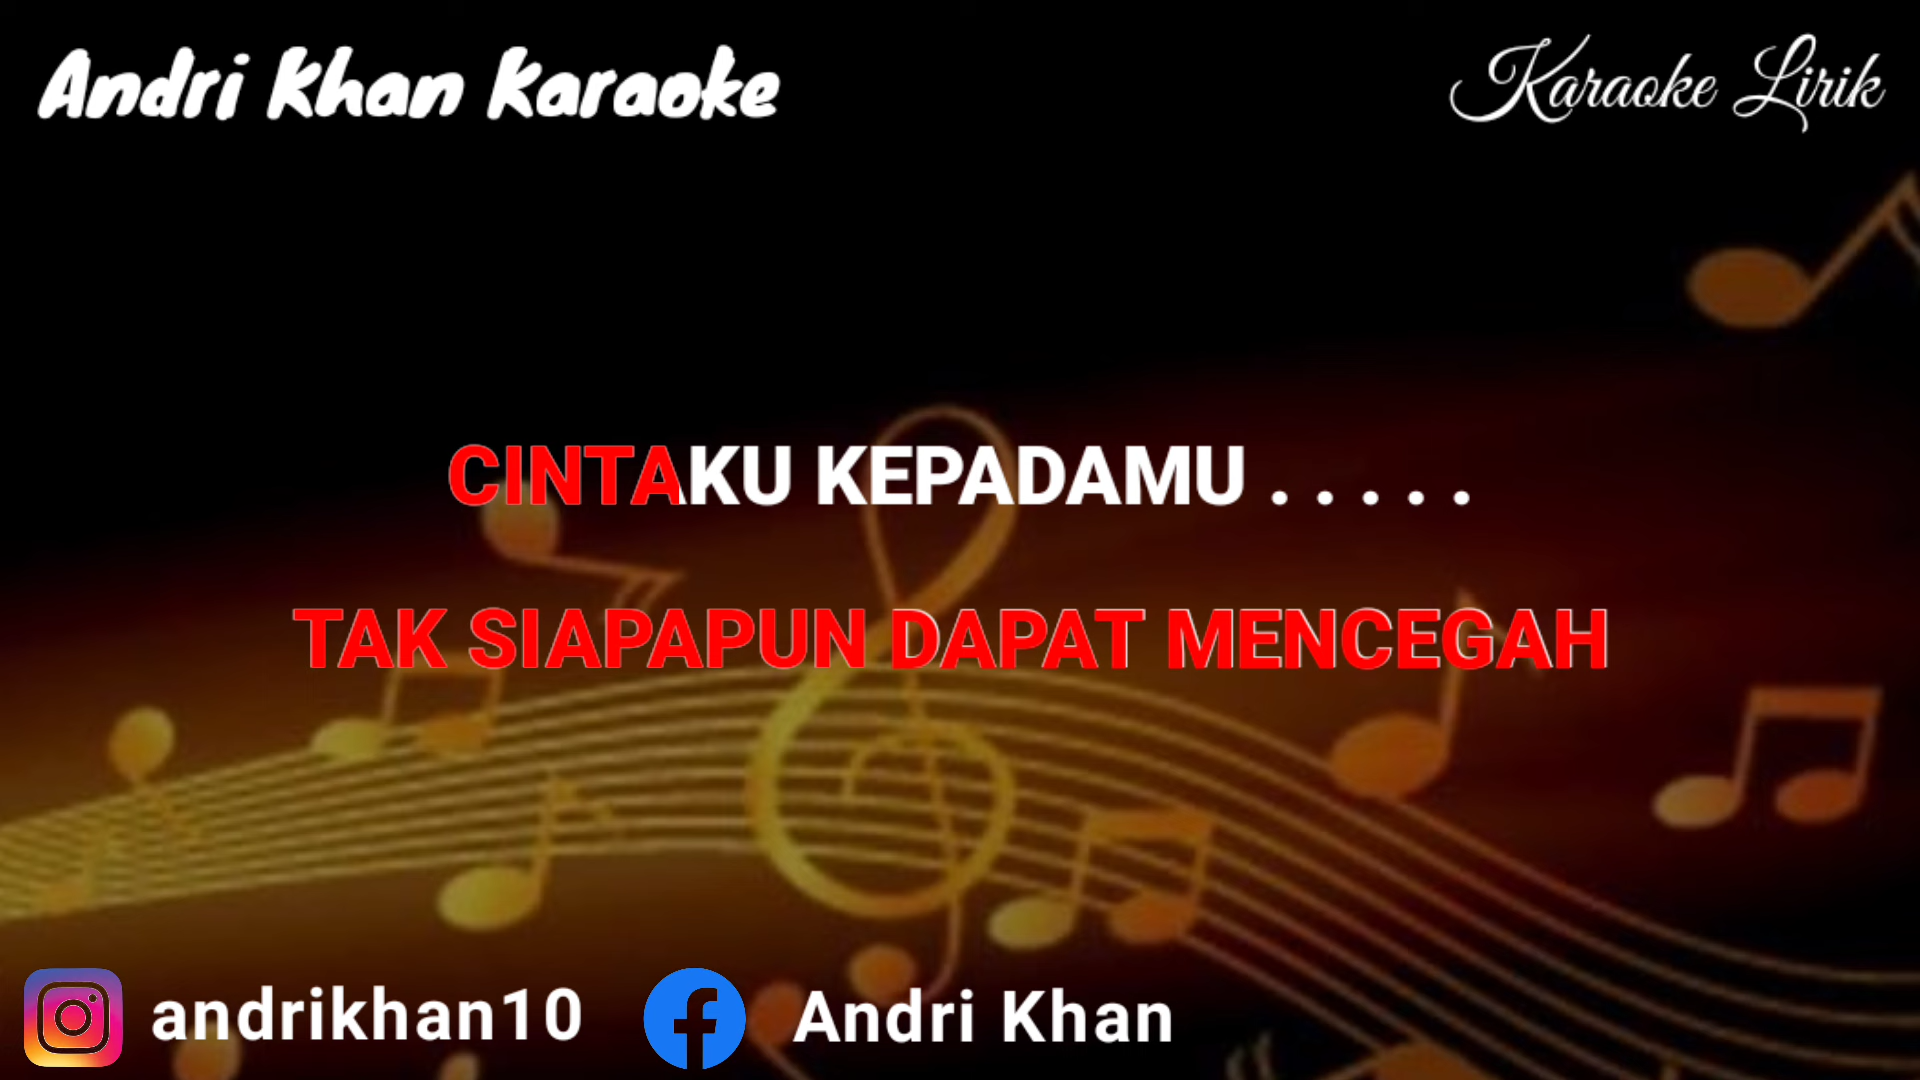 Andri Khan Karaoke
Karaoke Lirik
CINTAKU KEPADAMU . . . . .
TAK SIAPAPUN DAPAT MENCEGAH
andrikhan10
Andri Khan